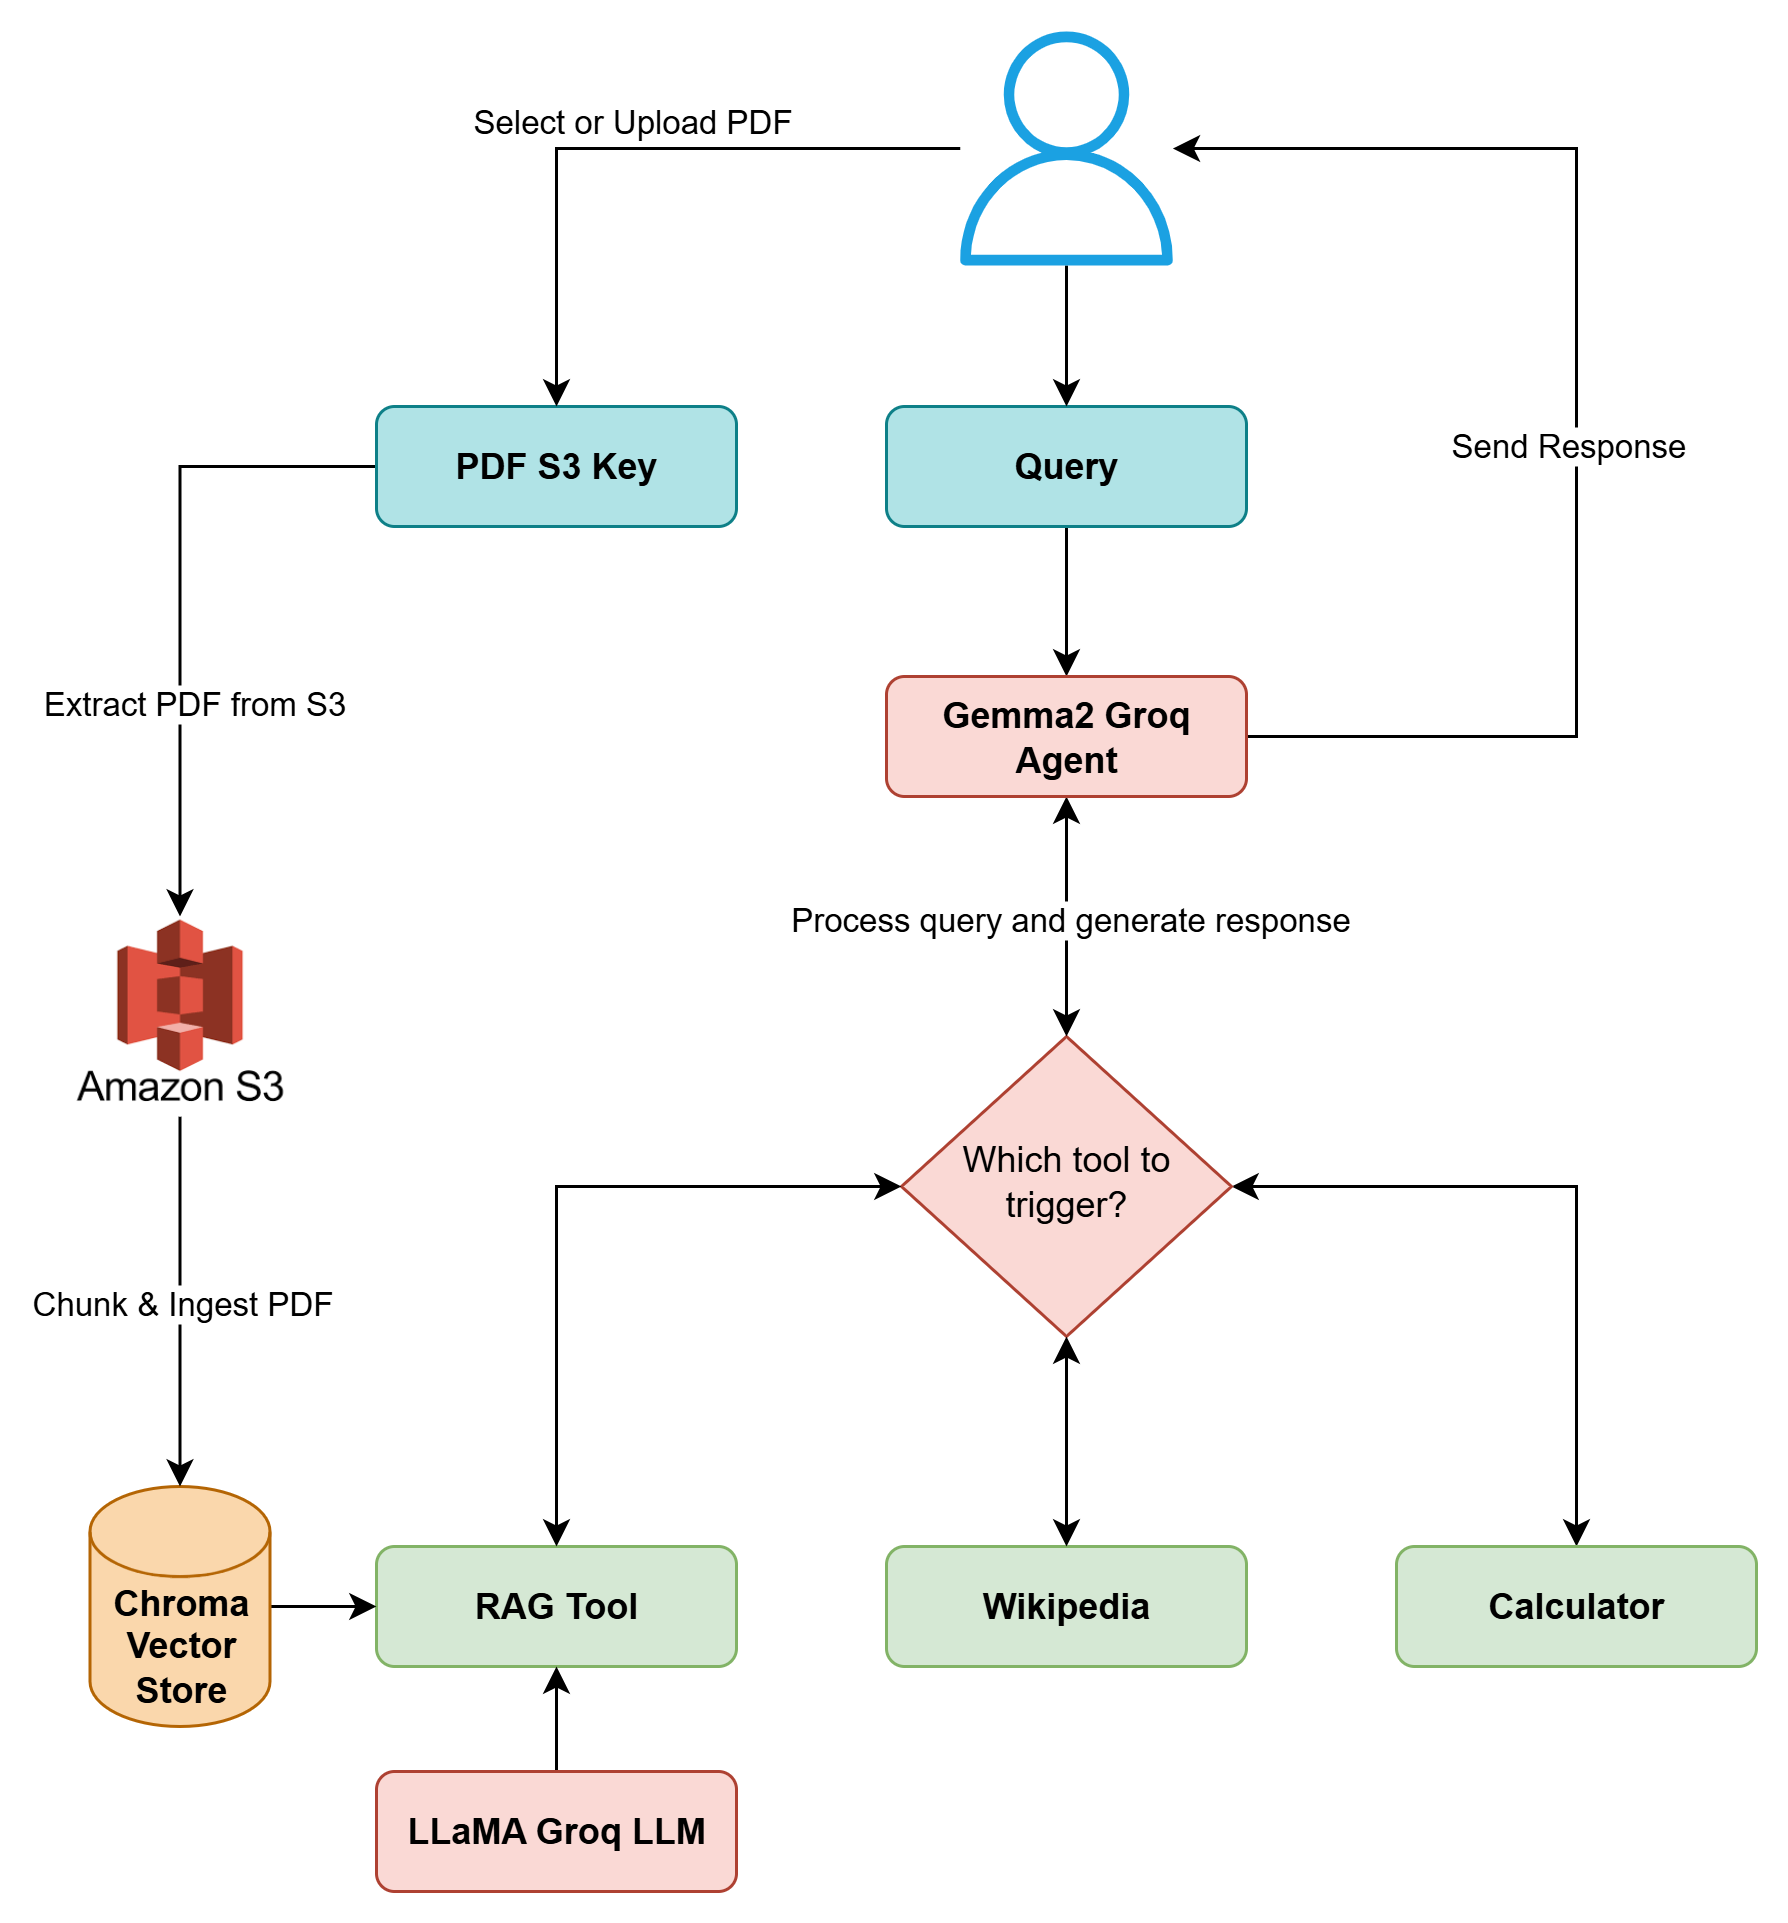 Select or Upload PDF
PDF S3 Key
Query
Send Response
Extract PDF from S3
Gemma2 Groq
Agent
Process query and generate response
Amazon S3
Which tool to
trigger?
Chunk & Ingest PDF
Chroma
Vector
Store
RAG Tool
Wikipedia
Calculator
LLaMA Groq LLM